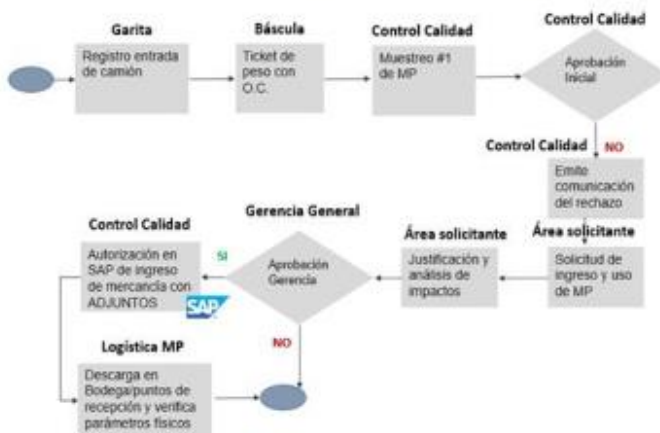 Garita
Registro entrada
de camión
Báscula
Ticket de
peso con
O.C.
Control Calidad
Muestreo #1
de MP
Control Calidad
Aprobación
Inicial
NO
Control Calidad
Emite
comunicación
del rechazo
Área solicitante
Solicitud de
ingreso y uso
de MP
Área solicitante
Justificación y
análisis de
impactos
Gerencia General
Aprobación
Gerencia
SI
NO
Control Calidad
Autorización en
SAP de ingreso
de mercancía con
ADJUNTOS
SAP
Logística MP
Descarga en
Bodega/puntos de
recepción y verifica
parámetros físicos